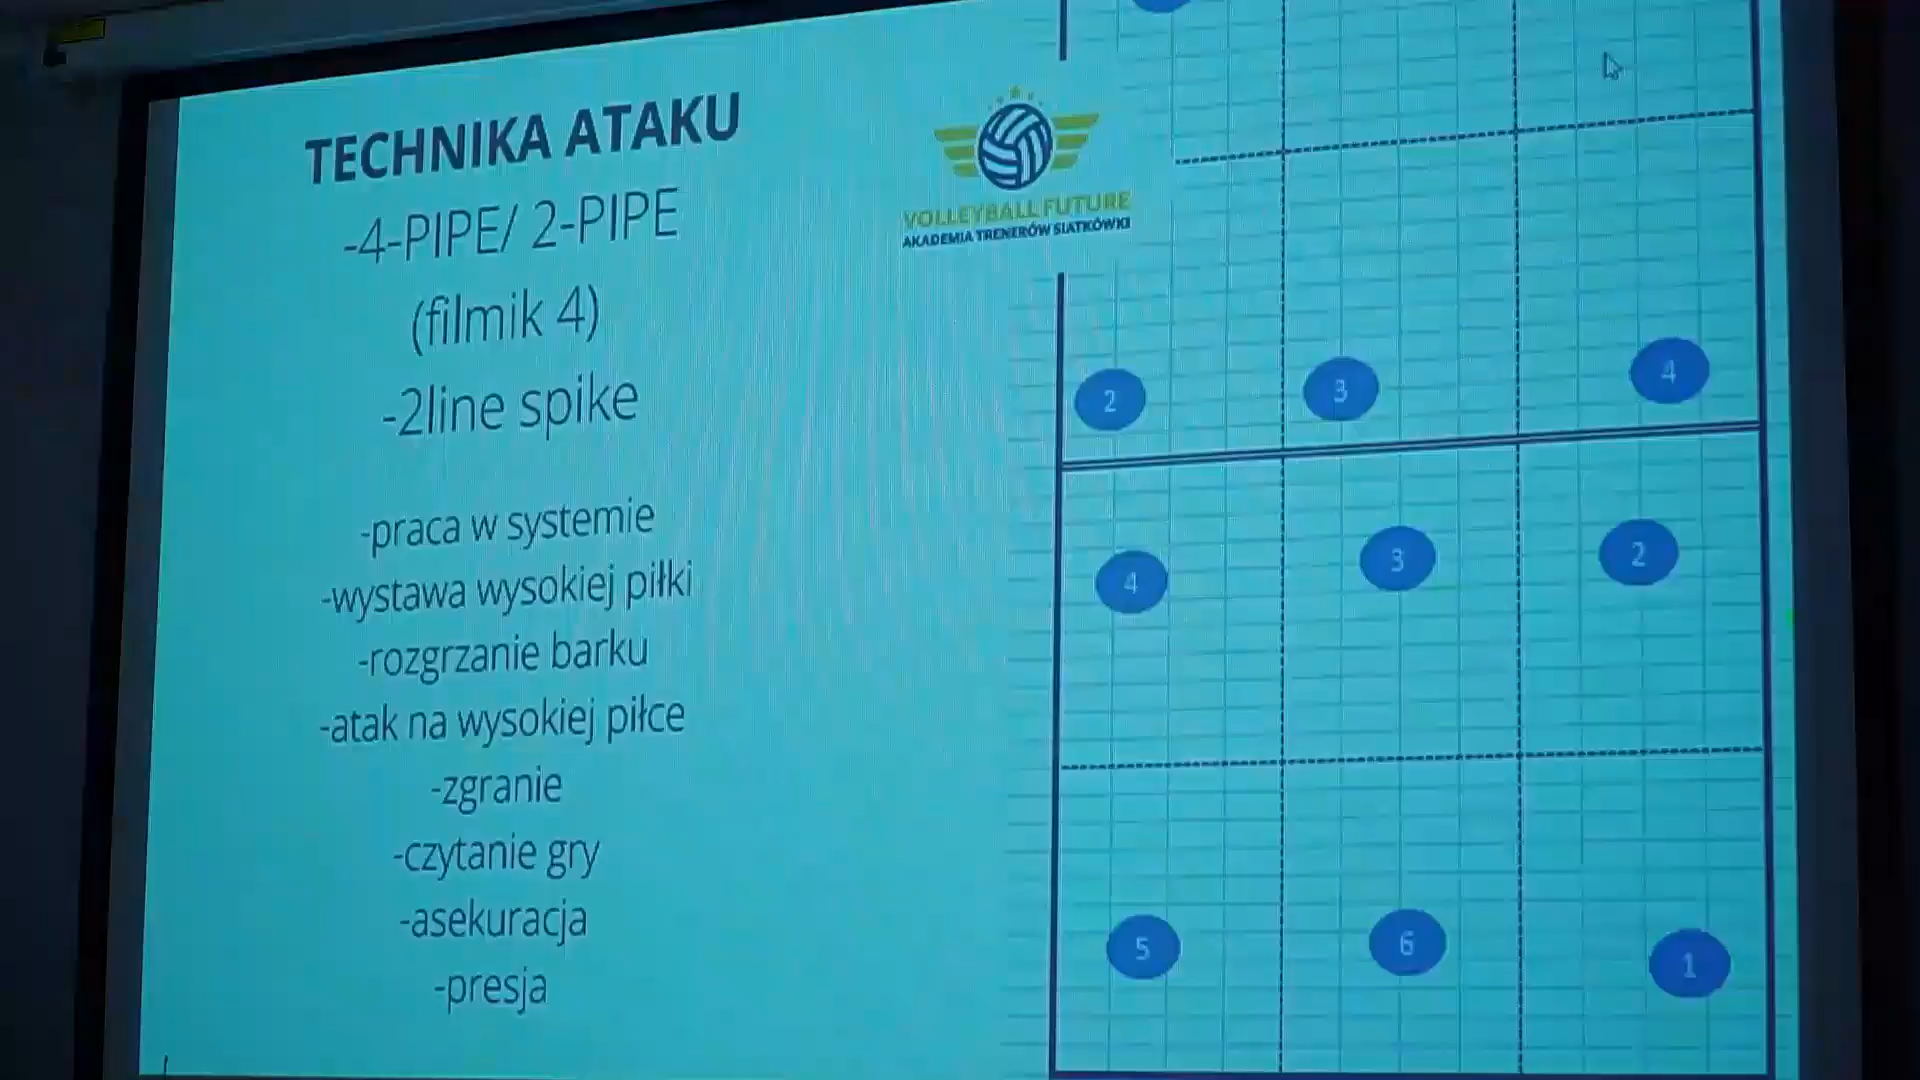 TECHNIKA ATAKU
-4-PIPE/ 2-PIPE
(filmik 4)
-2line spike
-praca w systemie
-wystawa wysokiej piłki
-rozgrzanie barku
-atak na wysokiej piłce
-zgranie
-czytanie gry
-asekuracja
-presja
VOLLEYBALL FUTURE
AKADEMIA TRENERÓW SIATKÓWKI
2 3 4
4 3 2
5 6 1